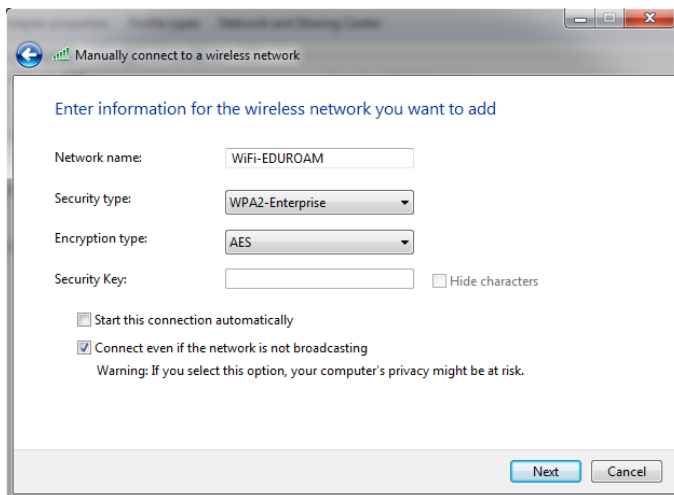 Manually connect to a wireless network
Enter information for the wireless network you want to add
Network name: WiFi-EDUROAM
Security type: WPA2-Enterprise
Encryption type: AES
Security Key: Hide characters
Start this connection automatically
Connect even if the network is not broadcasting
Warning: If you select this option, your computer's privacy might be at risk.
Next Cancel